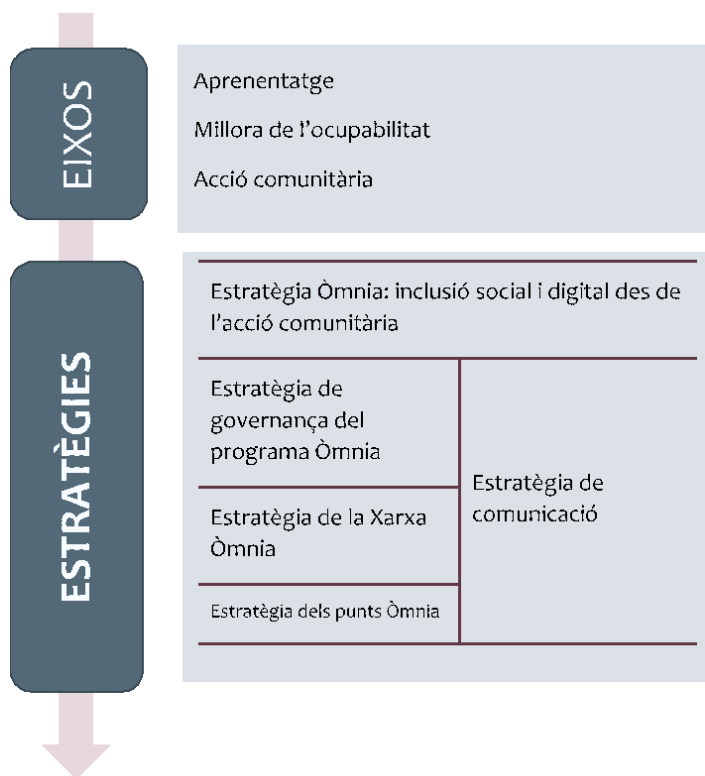 EIXOS
Aprenentatge
Millora de l'ocupabilitat
Acció comunitària
ESTRATÈGIES
Estratègia Òmnia: inclusió social i digital des de
l'acció comunitària
Estratègia de
governança del
programa Òmnia
Estratègia de la Xarxa
Òmnia
Estratègia dels punts Òmnia
Estratègia de
comunicació